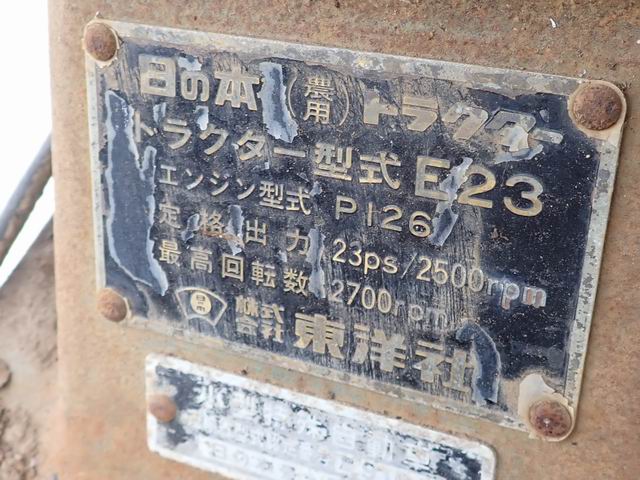 日の本(農用)トラクター
トラクター型式 E23
エンジン型式 P126
定格出力 23ps/2500rpm
最高回転数 2700rpm
株式会社 東洋社